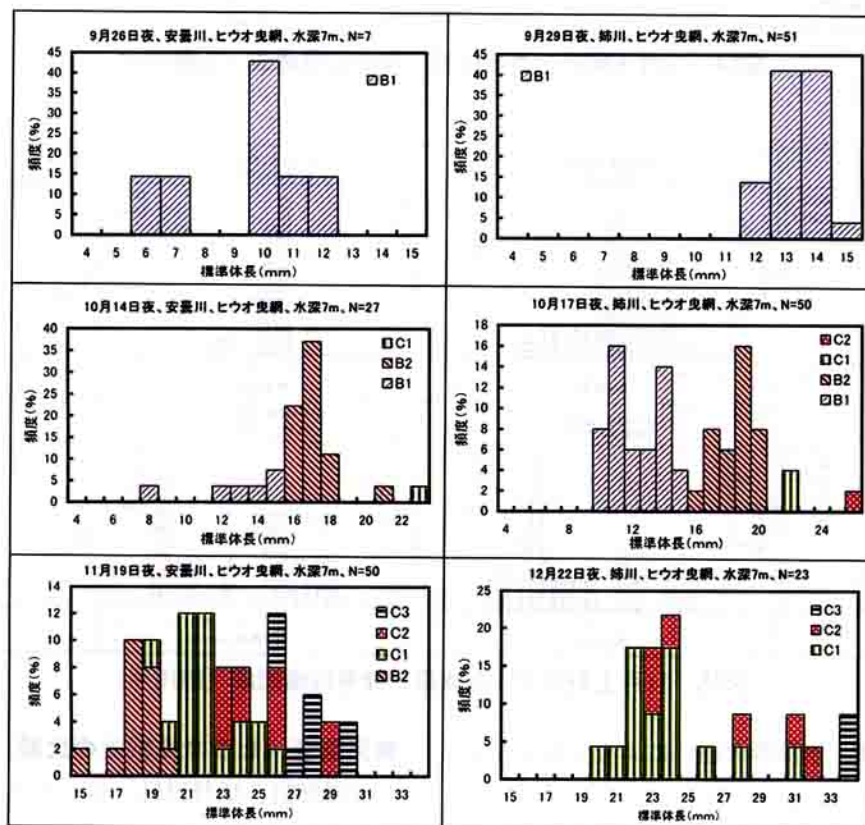 9月26日夜、安曇川、ヒウオ曳網、水深7m、N=7
45
40
35
30
25
20
15
10
5
0
頻度(%)
B1
4 5 6 7 8 9 10 11 12 13 14 15
標準体長(mm)
9月29日夜、姉川、ヒウオ曳網、水深7m、N=51
45
40
35
30
25
20
15
10
5
0
頻度(%)
B1
4 5 6 7 8 9 10 11 12 13 14 15
標準体長(mm)
10月14日夜、安曇川、ヒウオ曳網、水深7m、N=27
40
35
30
25
20
15
10
5
0
頻度(%)
C1
B2
B1
4 6 8 10 12 14 16 18 20 22
標準体長(mm)
10月17日夜、姉川、ヒウオ曳網、水深7m、N=50
18
16
14
12
10
8
6
4
2
0
頻度(%)
C2
C1
B2
B1
4 8 12 16 20 24
標準体長(mm)
11月19日夜、安曇川、ヒウオ曳網、水深7m、N=50
14
12
10
8
6
4
2
0
頻度(%)
C3
C2
C1
B2
15 17 19 21 23 25 27 29 31 33
標準体長(mm)
12月22日夜、姉川、ヒウオ曳網、水深7m、N=23
25
20
15
10
5
0
頻度(%)
C3
C2
C1
15 17 19 21 23 25 27 29 31 33
標準体長(mm)